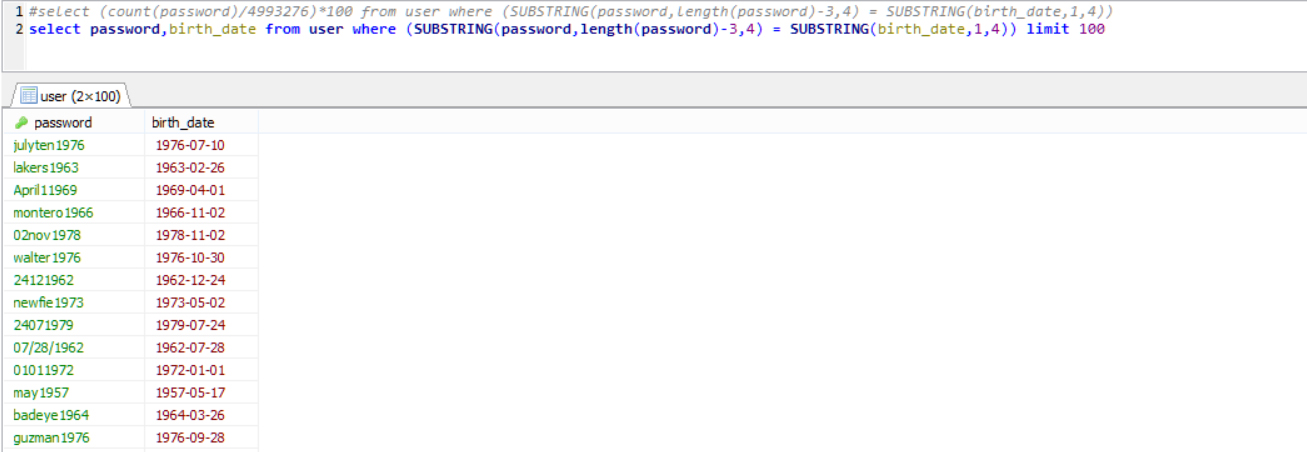 1 #select (count(password)/4993276)*100 from user where (SUBSTRING(password,length(password)-3,4) = SUBSTRING(birth_date,1,4))
2 select password,birth_date from user where (SUBSTRING(password,length(password)-3,4) = SUBSTRING(birth_date,1,4)) limit 100
user (2×100)
password birth_date
julyten1976 1976-07-10
lakers1963 1963-02-26
April11969 1969-04-01
montero1966 1966-11-02
02nov1978 1978-11-02
walter1976 1976-10-30
24121962 1962-12-24
newfie1973 1973-05-02
24071979 1979-07-24
07/28/1962 1962-07-28
01011972 1972-01-01
may1957 1957-05-17
badeye1964 1964-03-26
guzman1976 1976-09-28